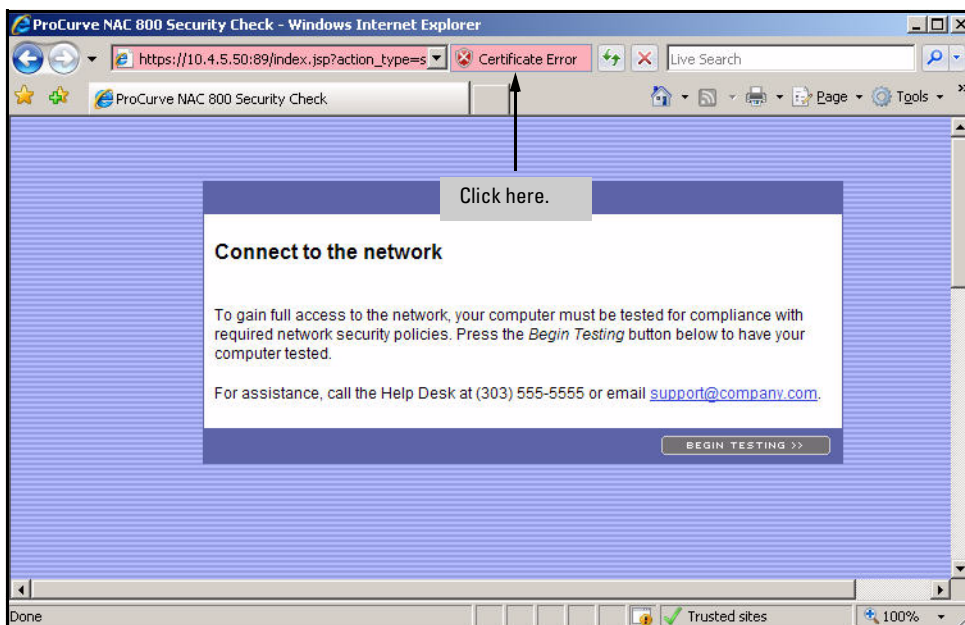 ProCurve NAC 800 Security Check - Windows Internet Explorer
https://10.4.5.50:89/index.jsp?action_type=s
Certificate Error
Live Search
ProCurve NAC 800 Security Check
Page
Tools
»
Click here.
Connect to the network
To gain full access to the network, your computer must be tested for compliance with
required network security policies. Press the Begin Testing button below to have your
computer tested.
For assistance, call the Help Desk at (303) 555-5555 or email support@company.com.
BEGIN TESTING >>
Done
Trusted sites
100%